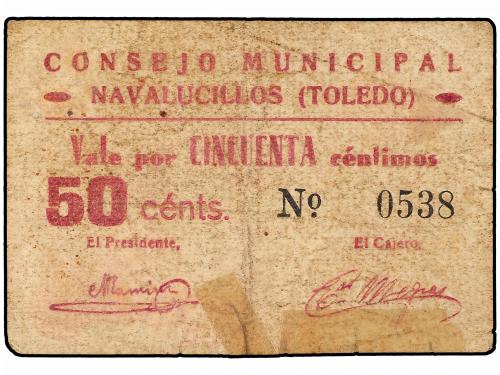 CONSEJO MUNICIPAL
NAVALUCILLOS (TOLEDO)
Vale por CINCUENTA céntimos
50 cénts. Nº 0538
El Presidente, El Cajero,